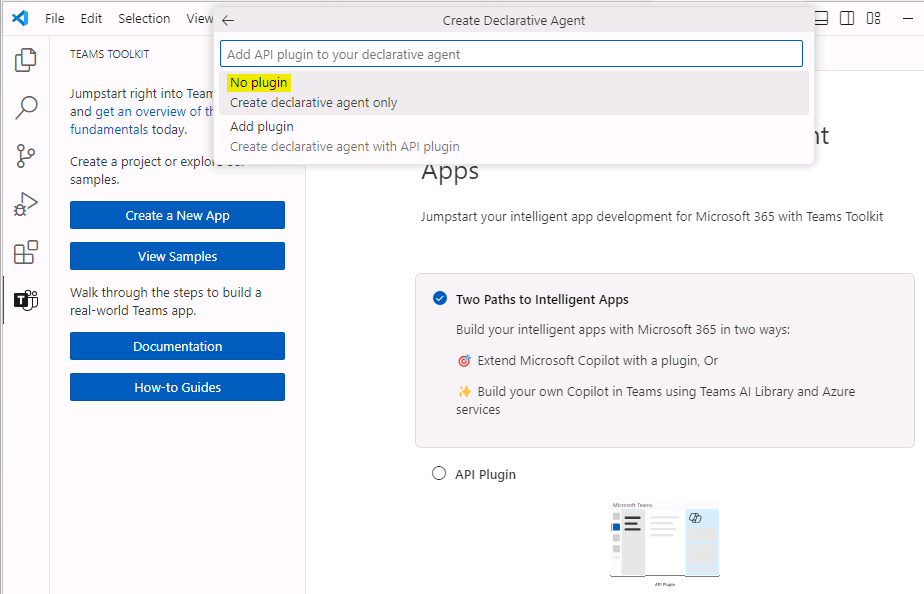 File Edit Selection View
Create Declarative Agent
Add API plugin to your declarative agent
No plugin
Create declarative agent only
Add plugin
Create declarative agent with API plugin
TEAMS TOOLKIT
Jumpstart right into Team
and get an overview of th
fundamentals today.
Create a project or explore our
samples.
Create a New App
View Samples
Walk through the steps to build a
real-world Teams app.
Documentation
How-to Guides
nt
Apps
Jumpstart your intelligent app development for Microsoft 365 with Teams Toolkit
Two Paths to Intelligent Apps
Build your intelligent apps with Microsoft 365 in two ways:
Extend Microsoft Copilot with a plugin, Or
Build your own Copilot in Teams using Teams AI Library and Azure
services
API Plugin
Microsoft Teams
API Plugin